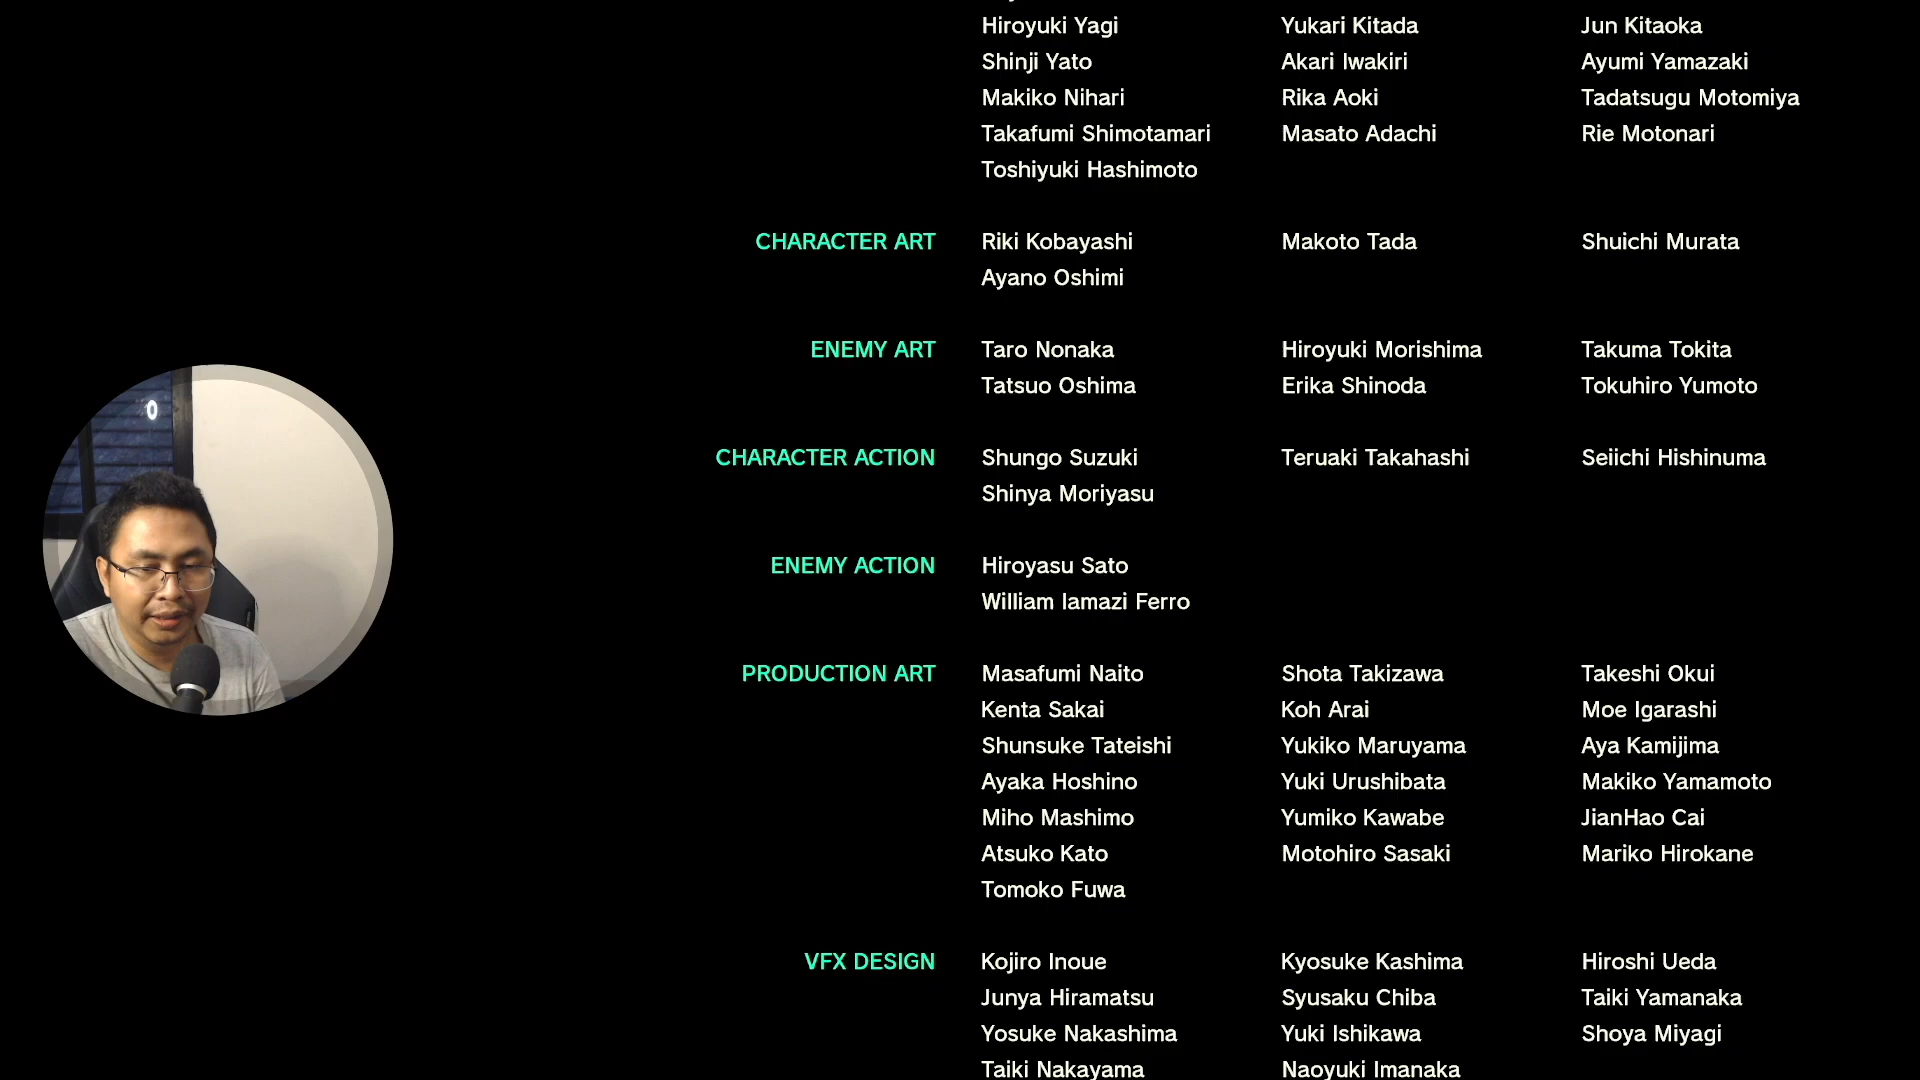 Hiroyuki Yagi Yukari Kitada Jun Kitaoka
Shinji Yato Akari Iwakiri Ayumi Yamazaki
Makiko Nihari Rika Aoki Tadatsugu Motomiya
Takafumi Shimotamari Masato Adachi Rie Motonari
Toshiyuki Hashimoto
CHARACTER ART Riki Kobayashi Makoto Tada Shuichi Murata
Ayano Oshimi
ENEMY ART Taro Nonaka Hiroyuki Morishima Takuma Tokita
Tatsuo Oshima Erika Shinoda Tokuhiro Yumoto
CHARACTER ACTION Shungo Suzuki Teruaki Takahashi Seiichi Hishinuma
Shinya Moriyasu
ENEMY ACTION Hiroyasu Sato
William Iamazi Ferro
PRODUCTION ART Masafumi Naito Shota Takizawa Takeshi Okui
Kenta Sakai Koh Arai Moe Igarashi
Shunsuke Tateishi Yukiko Maruyama Aya Kamijima
Ayaka Hoshino Yuki Urushibata Makiko Yamamoto
Miho Mashimo Yumiko Kawabe JianHao Cai
Atsuko Kato Motohiro Sasaki Mariko Hirokane
Tomoko Fuwa
VFX DESIGN Kojiro Inoue Kyosuke Kashima Hiroshi Ueda
Junya Hiramatsu Syusaku Chiba Taiki Yamanaka
Yosuke Nakashima Yuki Ishikawa Shoya Miyagi
Taiki Nakayama Naoyuki Imanaka